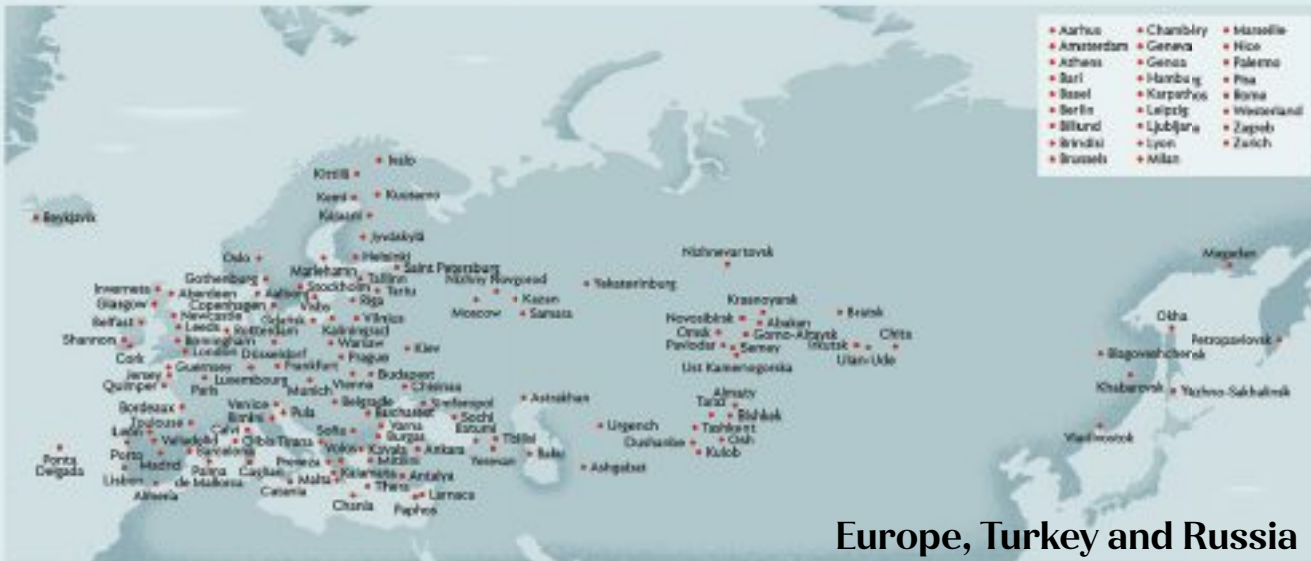 Aarhus
Amsterdam
Athens
Bari
Basel
Berlin
Billund
Brindisi
Brussels
Chambéry
Geneva
Genoa
Hamburg
Karpathos
Leipzig
Ljubljana
Lyon
Milan
Marseille
Nice
Palermo
Pisa
Rome
Westerland
Zagreb
Zurich
Ivalo
Kittilä
Kemi
Kuusamo
Kajaani
Reykjavik
Jyväskylä
Oslo
Helsinki
Mariehamn
Saint Petersburg
Gothenburg
Tallinn
Nizhny Novgorod
Inverness
Aberdeen
Aalborg
Stockholm
Tartu
Yekaterinburg
Glasgow
Copenhagen
Visby
Riga
Kazan
Moscow
Samara
Belfast
Newcastle
Gdansk
Vilnius
Leeds
Rotterdam
Kaliningrad
Shannon
Birmingham
Warsaw
Cork
London
Düsseldorf
Prague
Kiev
Jersey
Guernsey
Frankfurt
Quimper
Luxembourg
Paris
Munich
Vienna
Budapest
Chisinau
Bordeaux
Venice
Belgrade
Simferopol
Astrakhan
Toulouse
Rimini
Pula
Bucharest
Sochi
León
Calvi
Sofia
Varna
Burgas
Valladolid
Olbia
Tirana
Tbilisi
Porto
Barcelona
Volos
Kavala
Ankara
Yerevan
Baku
Ponta
Delgada
Madrid
Palma
de Mallorca
Cagliari
Preveza
Mitilini
Lisbon
Malta
Kalamata
Antalya
Almeria
Catania
Thera
Larnaca
Chania
Paphos
Nizhnevartovsk
Krasnoyarsk
Novosibirsk
Abakan
Bratsk
Omsk
Gorno-Altaysk
Chita
Pavlodar
Semey
Irkutsk
Ulan-Ude
Ust Kamenogorsk
Almaty
Taraz
Bishkek
Urgench
Tashkent
Dushanbe
Osh
Kulob
Ashgabat
Magadan
Okha
Petropavlovsk
Blagoveshchensk
Khabarovsk
Yuzhno-Sakhalinsk
Vladivostok
Europe, Turkey and Russia